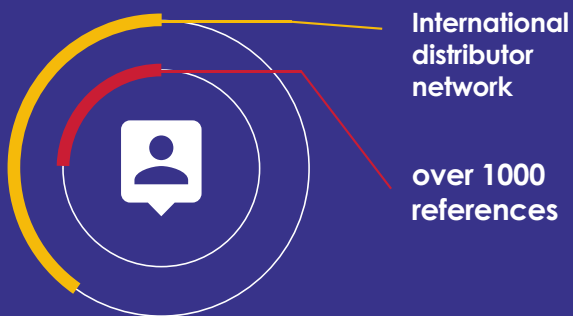 International
distributor
network
over 1000
references